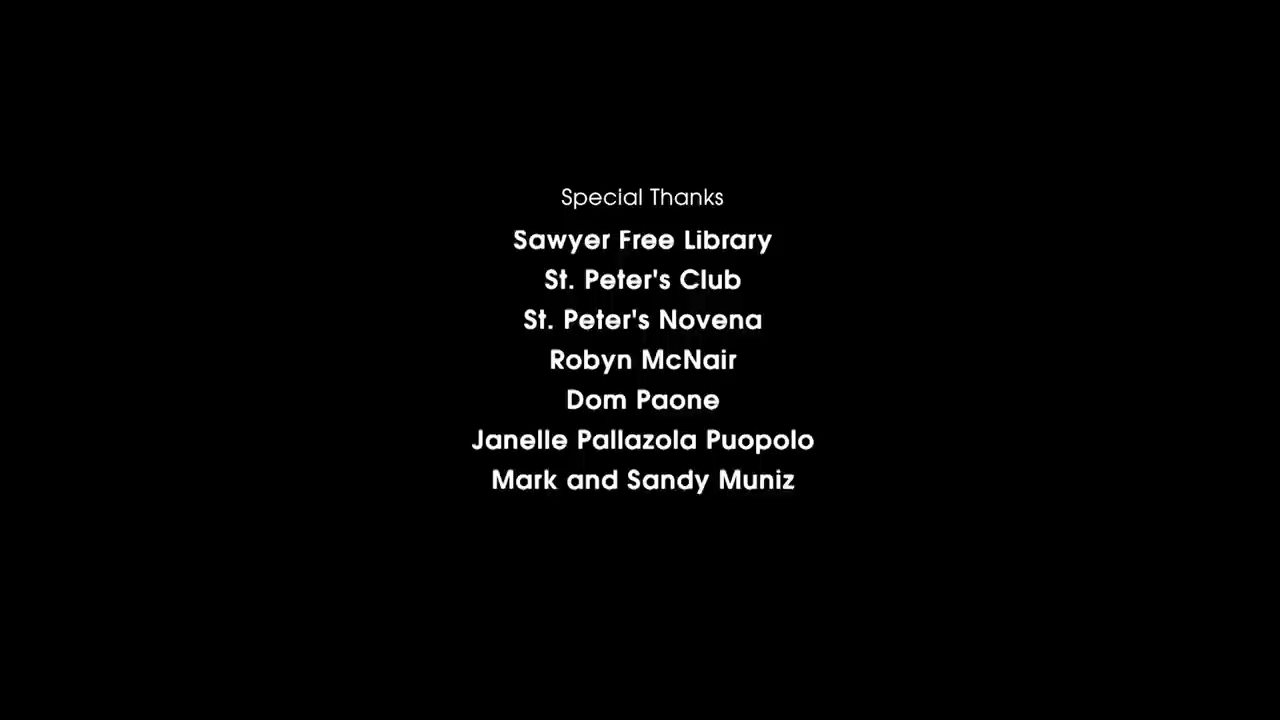 Special Thanks
Sawyer Free Library
St. Peter's Club
St. Peter's Novena
Robyn McNair
Dom Paone
Janelle Pallazola Puopolo
Mark and Sandy Muniz